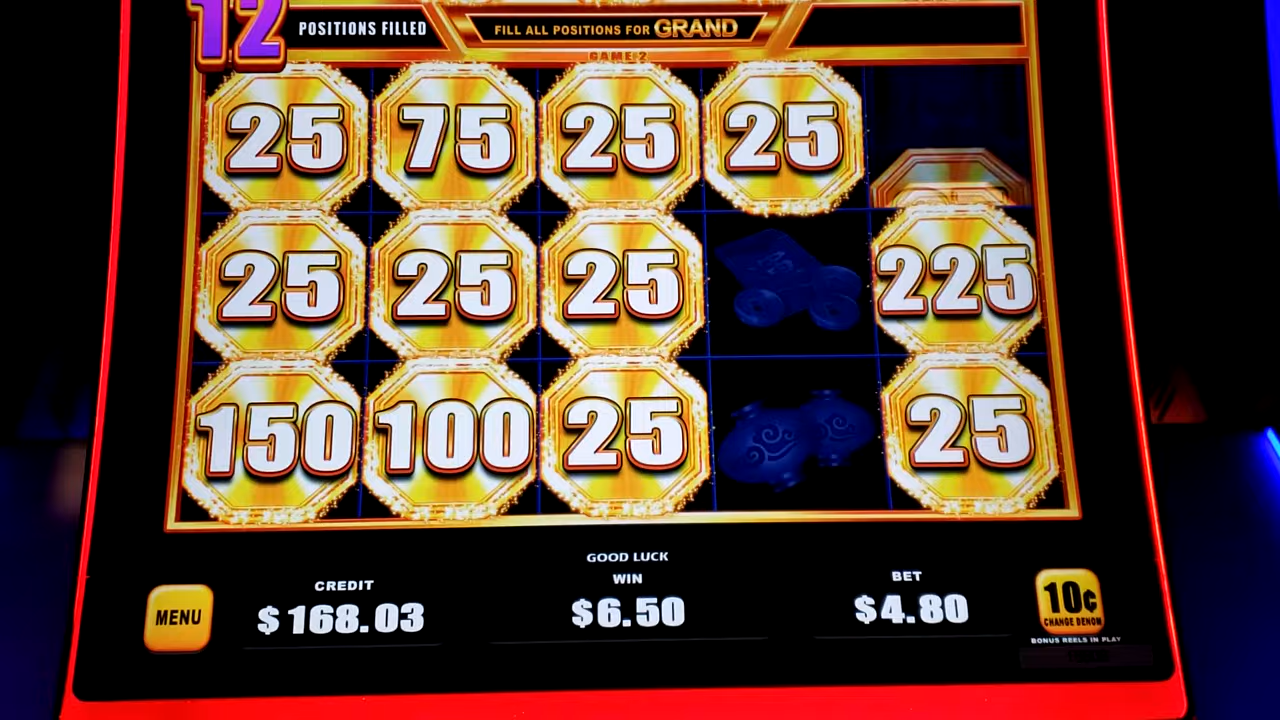 12 POSITIONS FILLED
FILL ALL POSITIONS FOR GRAND
GAME 2
25 75 25 25
25 25 25 225
150 100 25 25
GOOD LUCK
CREDIT WIN BET
$168.03 $6.50 $4.80
MENU
10¢
CHANGE DENOM
BONUS REELS IN PLAY